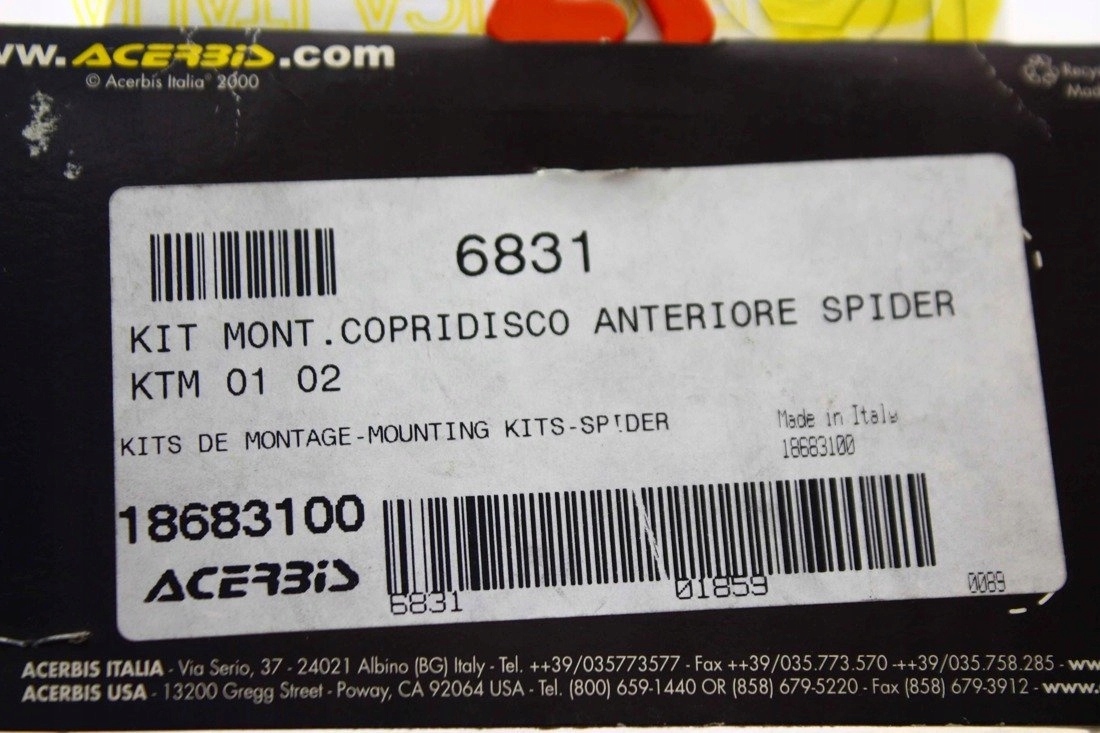 .ACERBIS.com
© Acerbis Italia 2000
6831
KIT MONT.COPRIDISCO ANTERIORE SPIDER
KTM 01 02
KITS DE MONTAGE-MOUNTING KITS-SPIDER
Made in Italy
18683100
18683100
ACERBIS
6831
01859
0089
ACERBIS ITALIA - Via Serio, 37 - 24021 Albino (BG) Italy - Tel. ++39/035773577 - Fax ++39/035.773.570 -++39/035.758.285 -
ACERBIS USA - 13200 Gregg Street - Poway, CA 92064 USA - Tel. (800) 659-1440 OR (858) 679-5220 - Fax (858) 679-3912 - www.